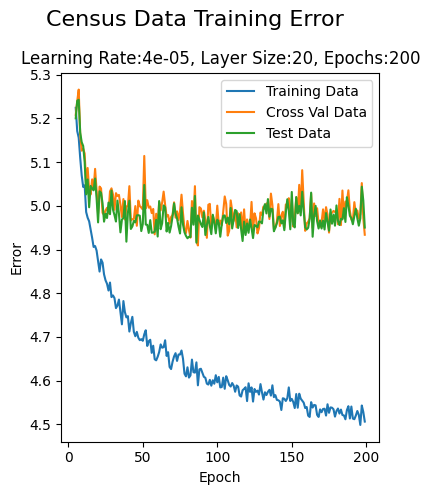 Census Data Training Error
Learning Rate:4e-05, Layer Size:20, Epochs:200
Training Data
Cross Val Data
Test Data
5.3
5.2
5.1
5.0
4.9
4.8
4.7
4.6
4.5
Error
0
50
100
150
200
Epoch